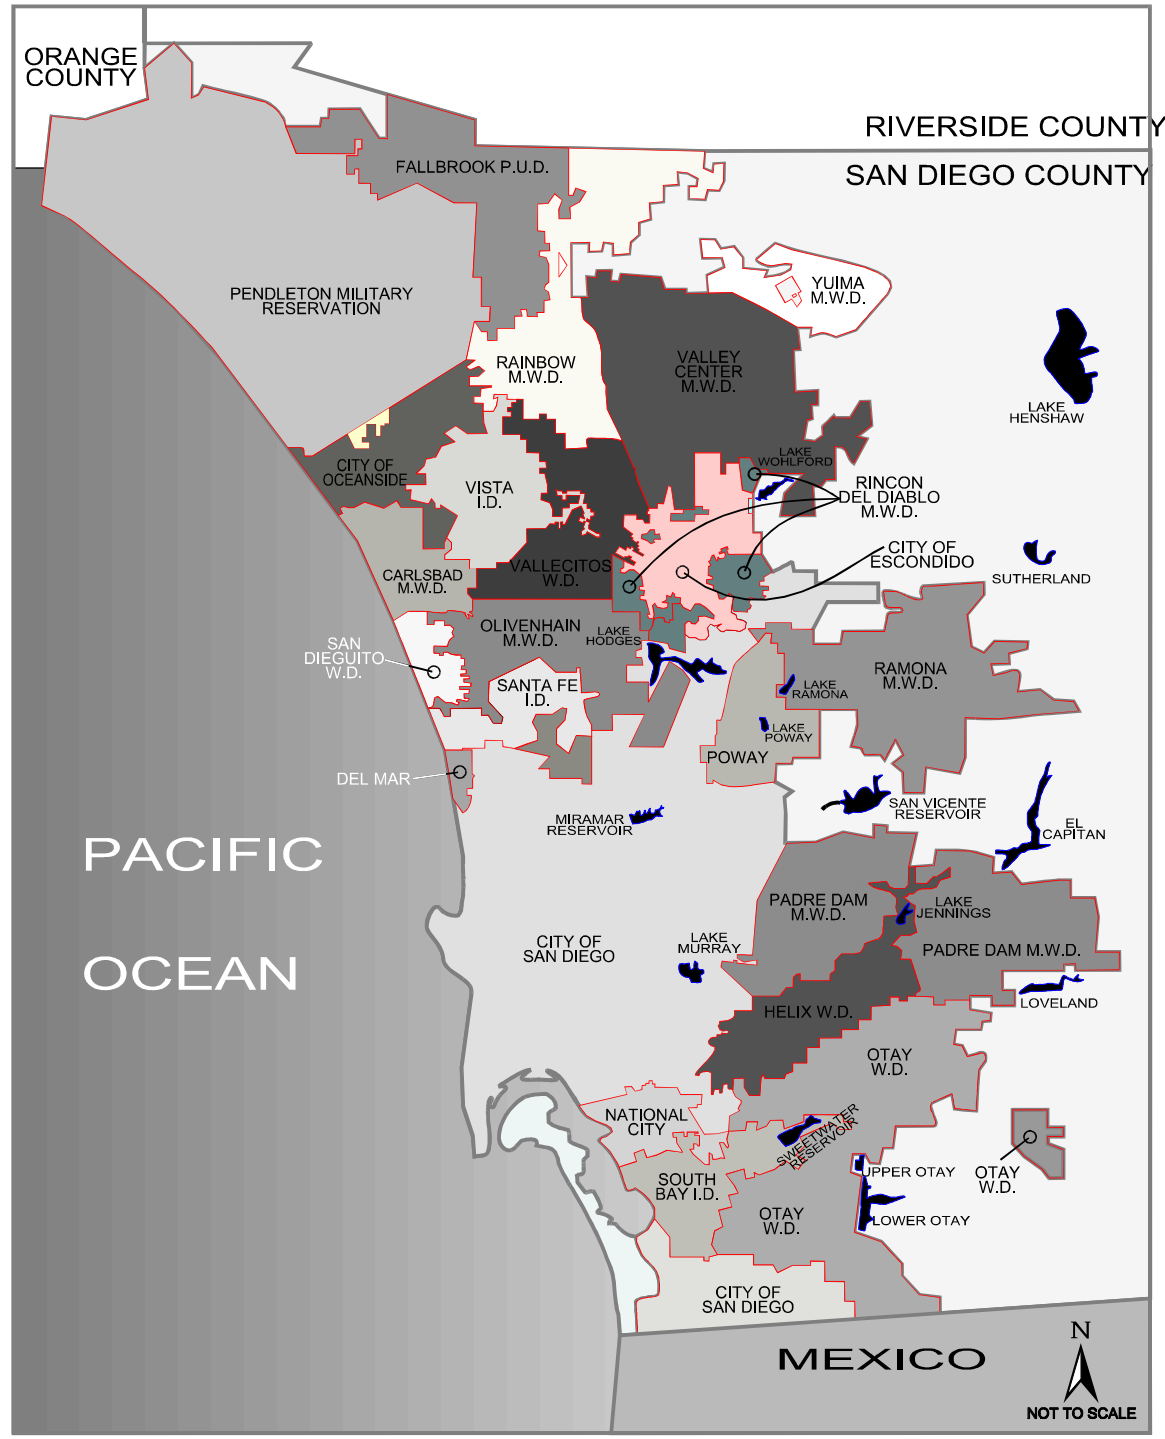 ORANGE
COUNTY
RIVERSIDE COUNTY
SAN DIEGO COUNTY
FALLBROOK P.U.D.
PENDLETON MILITARY
RESERVATION
YUIMA
M.W.D.
RAINBOW
M.W.D.
VALLEY
CENTER
M.W.D.
LAKE
HENSHAW
LAKE
WOHLFORD
CITY OF
OCEANSIDE
VISTA
I.D.
RINCON
DEL DIABLO
M.W.D.
CITY OF
ESCONDIDO
SUTHERLAND
VALLECITOS
W.D.
CARLSBAD
M.W.D.
OLIVENHAIN
M.W.D.
LAKE
HODGES
SAN
DIEGUITO
W.D.
SANTA FE
I.D.
RAMONA
M.W.D.
LAKE
RAMONA
LAKE
POWAY
POWAY
DEL MAR
MIRAMAR
RESERVOIR
SAN VICENTE
RESERVOIR
EL
CAPITAN
PACIFIC
OCEAN
PADRE DAM
M.W.D.
LAKE
JENNINGS
CITY OF
SAN DIEGO
LAKE
MURRAY
PADRE DAM M.W.D.
LOVELAND
HELIX W.D.
OTAY
W.D.
NATIONAL
CITY
SWEETWATER
RESERVOIR
SOUTH
BAY I.D.
UPPER OTAY
OTAY
W.D.
LOWER OTAY
OTAY
W.D.
CITY OF
SAN DIEGO
MEXICO
N
NOT TO SCALE